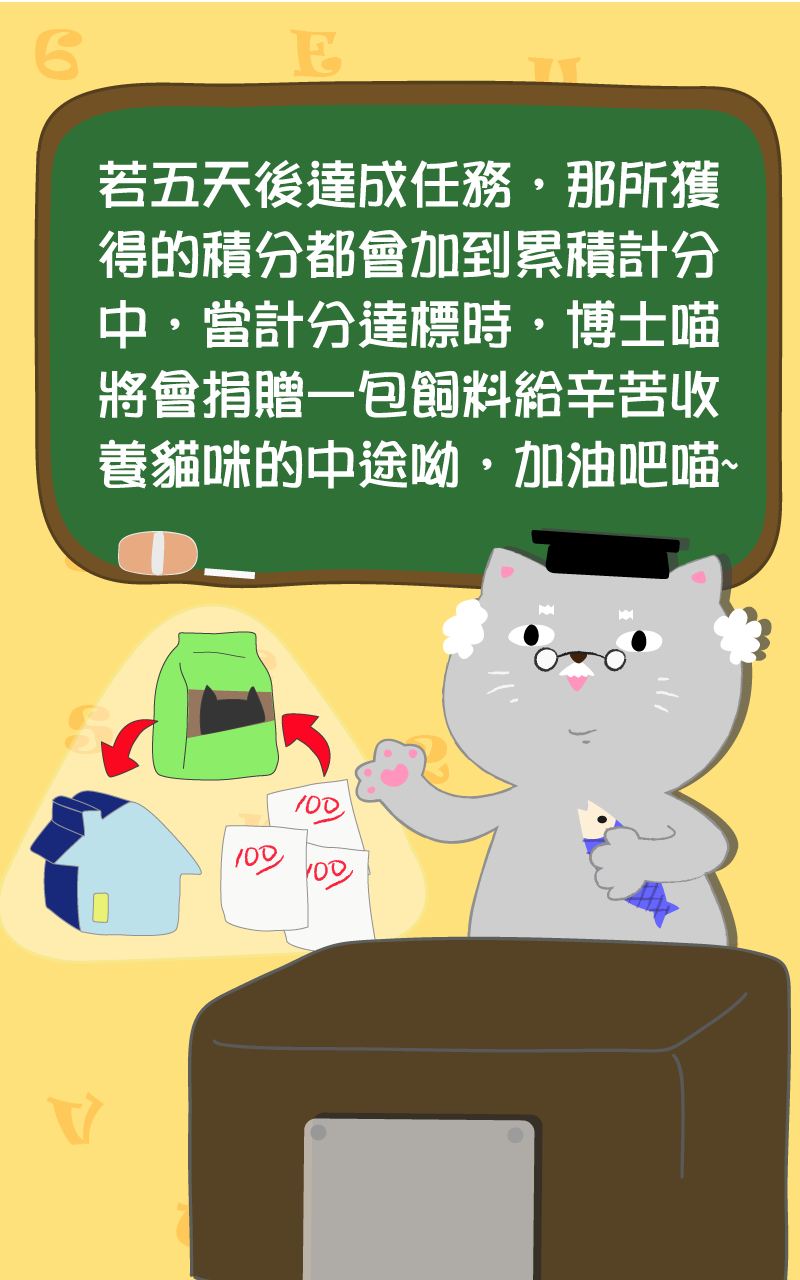 6
E
若五天後達成任務，那所獲
得的積分都會加到累積計分
中，當計分達標時，博士喵
將會捐贈一包飼料給辛苦收
養貓咪的中途呦，加油吧喵~
100
100
100